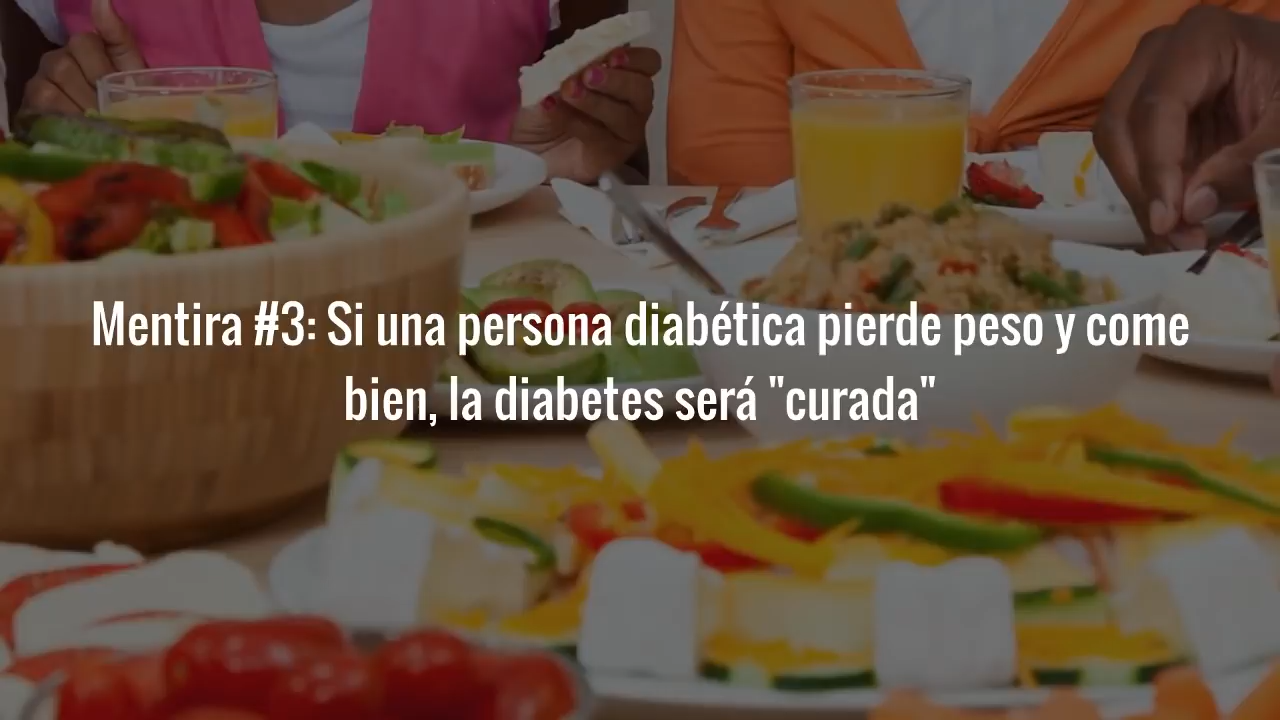 Mentira #3: Si una persona diabética pierde peso y come
bien, la diabetes será "curada"